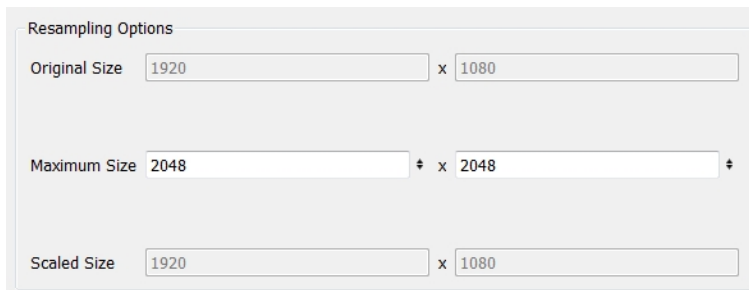 Resampling Options
Original Size 1920 x 1080
Maximum Size 2048 x 2048
Scaled Size 1920 x 1080